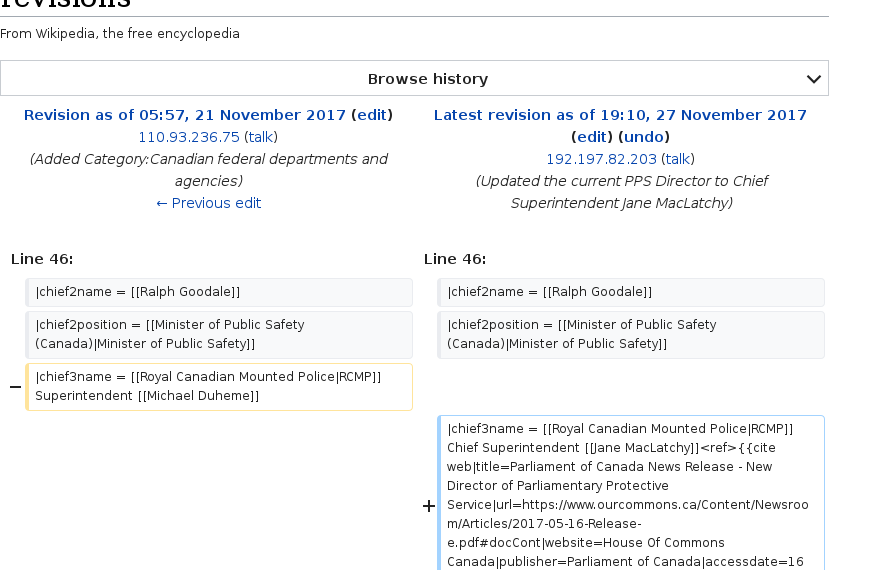 revisions
From Wikipedia, the free encyclopedia
Browse history
Revision as of 05:57, 21 November 2017 (edit)
110.93.236.75 (talk)
(Added Category:Canadian federal departments and
agencies)
← Previous edit
Latest revision as of 19:10, 27 November 2017
(edit) (undo)
192.197.82.203 (talk)
(Updated the current PPS Director to Chief
Superintendent Jane MacLatchy)
Line 46:
Line 46:
|chief2name = [[Ralph Goodale]]
|chief2name = [[Ralph Goodale]]
|chief2position = [[Minister of Public Safety
(Canada)|Minister of Public Safety]]
|chief2position = [[Minister of Public Safety
(Canada)|Minister of Public Safety]]
−
|chief3name = [[Royal Canadian Mounted Police|RCMP]]
Superintendent [[Michael Duheme]]
+
|chief3name = [[Royal Canadian Mounted Police|RCMP]]
Chief Superintendent [[Jane MacLatchy]]<ref>{{cite
web|title=Parliament of Canada News Release - New
Director of Parliamentary Protective
Service|url=https://www.ourcommons.ca/Content/Newsroo
m/Articles/2017-05-16-Release-
e.pdf#docCont|website=House Of Commons
Canada|publisher=Parliament of Canada|accessdate=16